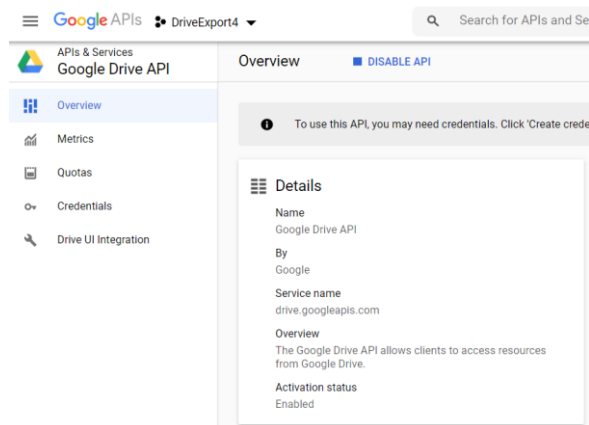 Google APIs DriveExport4 Search for APIs and Se
APIs & Services
Google Drive API
Overview DISABLE API
Overview
Metrics
Quotas
Credentials
Drive UI Integration
To use this API, you may need credentials. Click 'Create crede
Details
Name
Google Drive API
By
Google
Service name
drive.googleapis.com
Overview
The Google Drive API allows clients to access resources
from Google Drive.
Activation status
Enabled